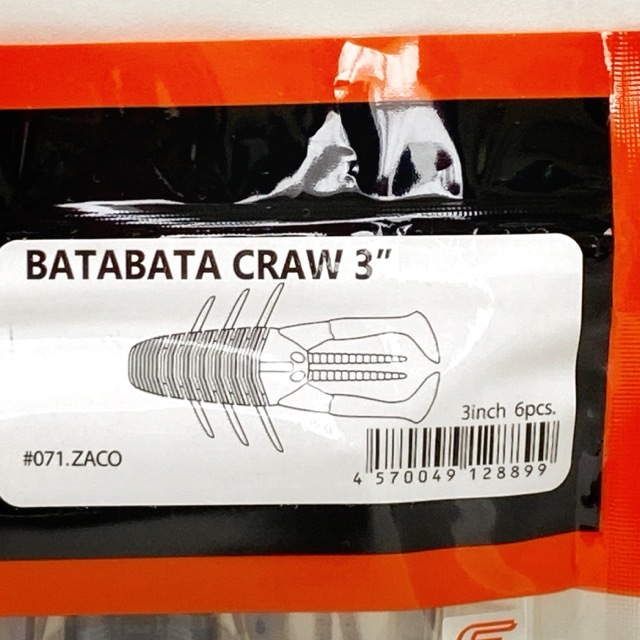 BATABATA CRAW 3”
3inch 6pcs.
#071.ZACO
4 570049 128899